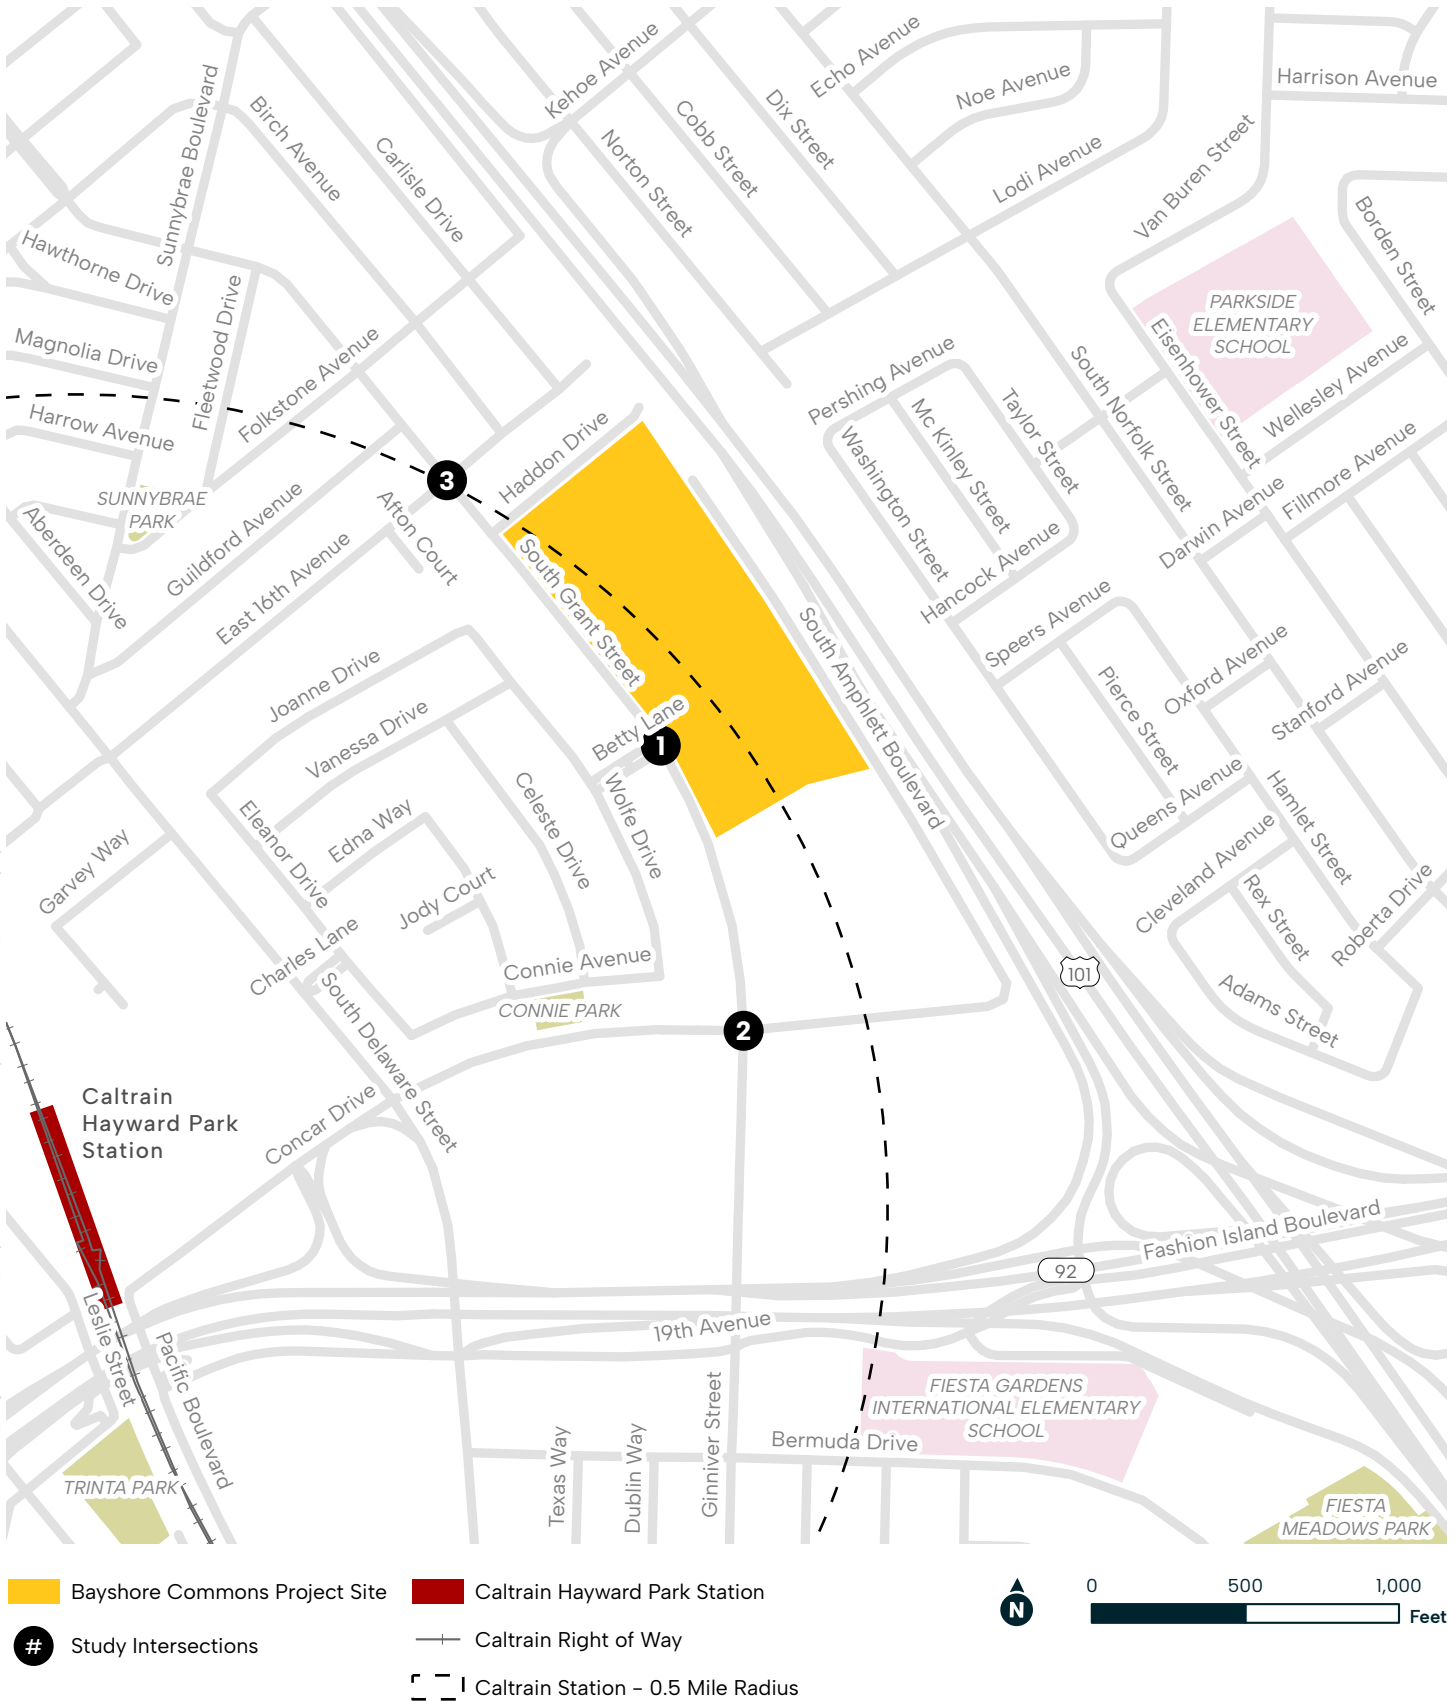 Kehoe Avenue
Echo Avenue
Noe Avenue
Harrison Avenue
Sunnybrae Boulevard
Birch Avenue
Carlisle Drive
Norton Street
Cobb Street
Dix Street
Lodi Avenue
Van Buren Street
Borden Street
Hawthorne Drive
Magnolia Drive
Fleetwood Drive
Folkstone Avenue
Harrow Avenue
PARKSIDE
ELEMENTARY
SCHOOL
Eisenhower Street
Wellesley Avenue
Pershing Avenue
Mc Kinley Street
Taylor Street
South Norfolk Street
Washington Street
Hancock Avenue
Darwin Avenue
Fillmore Avenue
SUNNYBRAE
PARK
Aberdeen Drive
Guildford Avenue
East 16th Avenue
Afton Court
3
Haddon Drive
South Grant Street
Speers Avenue
Pierce Street
Oxford Avenue
Stanford Avenue
Joanne Drive
Vanessa Drive
Betty Lane
1
South Amphlett Boulevard
Queens Avenue
Hamlet Street
Cleveland Avenue
Rex Street
Roberta Drive
Adams Street
Garvey Way
Eleanor Drive
Edna Way
Jody Court
Celeste Drive
Wolfe Drive
Charles Lane
Connie Avenue
CONNIE PARK
South Delaware Street
2
101
Caltrain
Hayward Park
Station
Concar Drive
Fashion Island Boulevard
92
19th Avenue
Leslie Street
Pacific Boulevard
FIESTA GARDENS
INTERNATIONAL ELEMENTARY
SCHOOL
Bermuda Drive
Texas Way
Dublin Way
Ginniver Street
TRINTA PARK
FIESTA
MEADOWS PARK
Bayshore Commons Project Site
Caltrain Hayward Park Station
# Study Intersections
Caltrain Right of Way
Caltrain Station - 0.5 Mile Radius
N
0 500 1,000
Feet